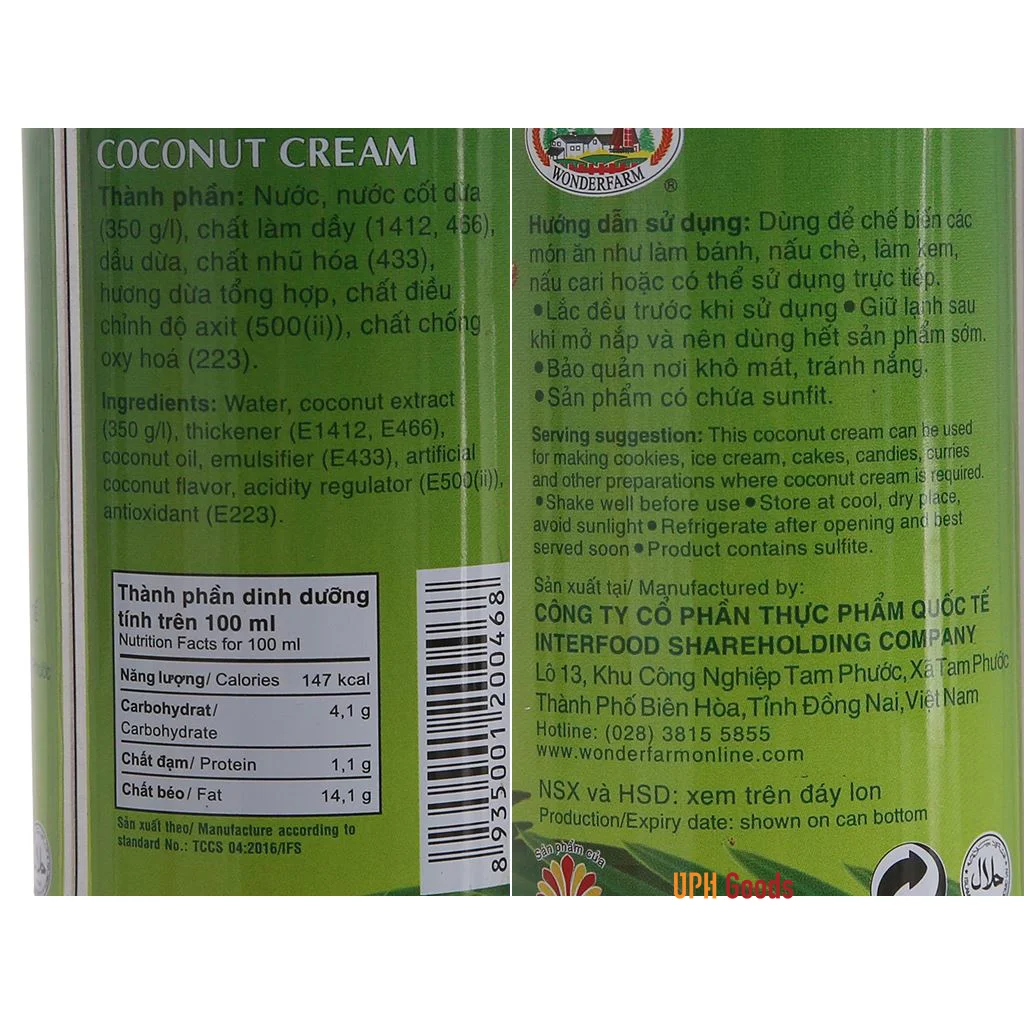 COCONUT CREAM
Thành phần: Nước, nước cốt dừa
(350 g/l), chất làm dầy (1412, 466),
dầu dừa, chất nhũ hóa (433),
hương dừa tổng hợp, chất điều
chỉnh độ axit (500(ii)), chất chống
oxy hoá (223).
Ingredients: Water, coconut extract
(350 g/l), thickener (E1412, E466),
coconut oil, emulsifier (E433), artificial
coconut flavor, acidity regulator (E500(ii)),
antioxidant (E223).
Thành phần dinh dưỡng
tính trên 100 ml
Nutrition Facts for 100 ml
Năng lượng/ Calories 147 kcal
Carbohydrat/ 4,1 g
Carbohydrate
Chất đạm/ Protein 1,1 g
Chất béo/ Fat 14,1 g
Sản xuất theo/ Manufacture according to
standard No.: TCCS 04:2016/IFS
8 935001 200468
WONDERFARM
®
Hướng dẫn sử dụng: Dùng để chế biến các
món ăn như làm bánh, nấu chè, làm kem,
nấu cari hoặc có thể sử dụng trực tiếp.
•Lắc đều trước khi sử dụng •Giữ lạnh sau
khi mở nắp và nên dùng hết sản phẩm sớm.
•Bảo quản nơi khô mát, tránh nắng.
•Sản phẩm có chứa sunfit.
Serving suggestion: This coconut cream can be used
for making cookies, ice cream, cakes, candies, curries
and other preparations where coconut cream is required.
•Shake well before use •Store at cool, dry place,
avoid sunlight •Refrigerate after opening and best
served soon •Product contains sulfite.
Sản xuất tại/ Manufactured by:
CÔNG TY CỔ PHẦN THỰC PHẨM QUỐC TẾ
INTERFOOD SHAREHOLDING COMPANY
Lô 13, Khu Công Nghiệp Tam Phước, Xã Tam Phước
Thành Phố Biên Hòa, Tỉnh Đồng Nai, Việt Nam
Hotline: (028) 3815 5855
www.wonderfarmonline.com
NSX và HSD: xem trên đáy lon
Production/Expiry date: shown on can bottom
Sản phẩm của
حلال
UPH Goods